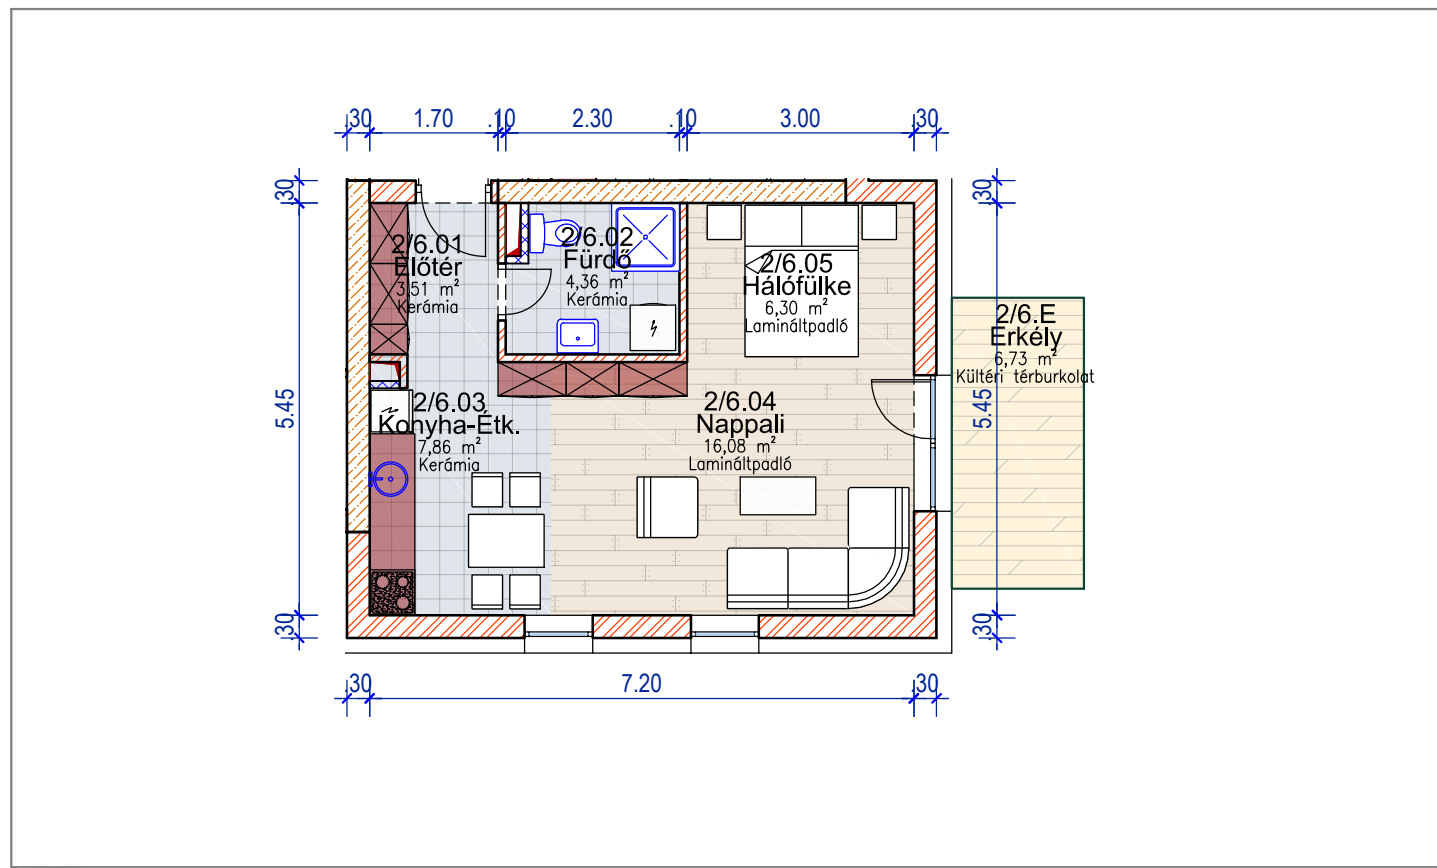 .30 1.70 .10 2.30 .10 3.00 .30
.30
.30
2/6.01
Előtér
3,51 m²
Kerámia
2/6.02
Fürdő
4,36 m²
Kerámia
2/6.05
Hálófülke
6,30 m²
Lamináltpadló
2/6.E
Erkély
6,73 m²
Kültéri térburkolat
5.45
2/6.03
Konyha-Étk.
7,86 m²
Kerámia
2/6.04
Nappali
16,08 m²
Lamináltpadló
5.45
.30
.30
.30 7.20 .30